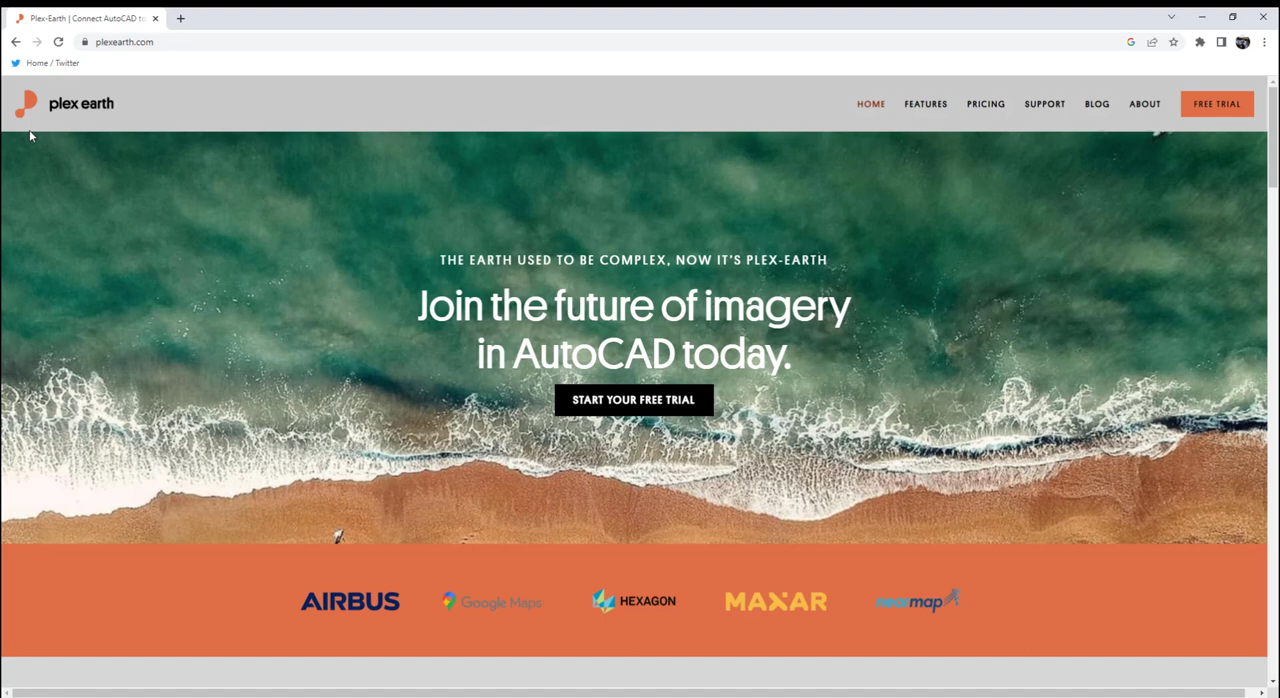 Plex-Earth | Connect AutoCAD to
plexearth.com
Home / Twitter
plex earth
HOME FEATURES PRICING SUPPORT BLOG ABOUT FREE TRIAL
THE EARTH USED TO BE COMPLEX, NOW IT'S PLEX-EARTH
Join the future of imagery
in AutoCAD today.
START YOUR FREE TRIAL
AIRBUS Google Maps HEXAGON MAXAR nearmap